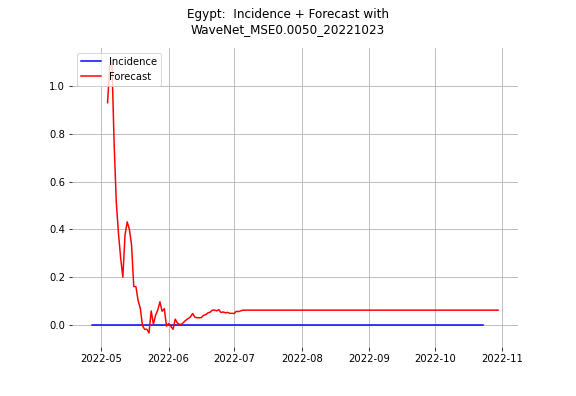 Egypt:  Incidence + Forecast with
WaveNet_MSE0.0050_20221023
Incidence
Forecast
1.0
0.8
0.6
0.4
0.2
0.0
2022-05 2022-06 2022-07 2022-08 2022-09 2022-10 2022-11